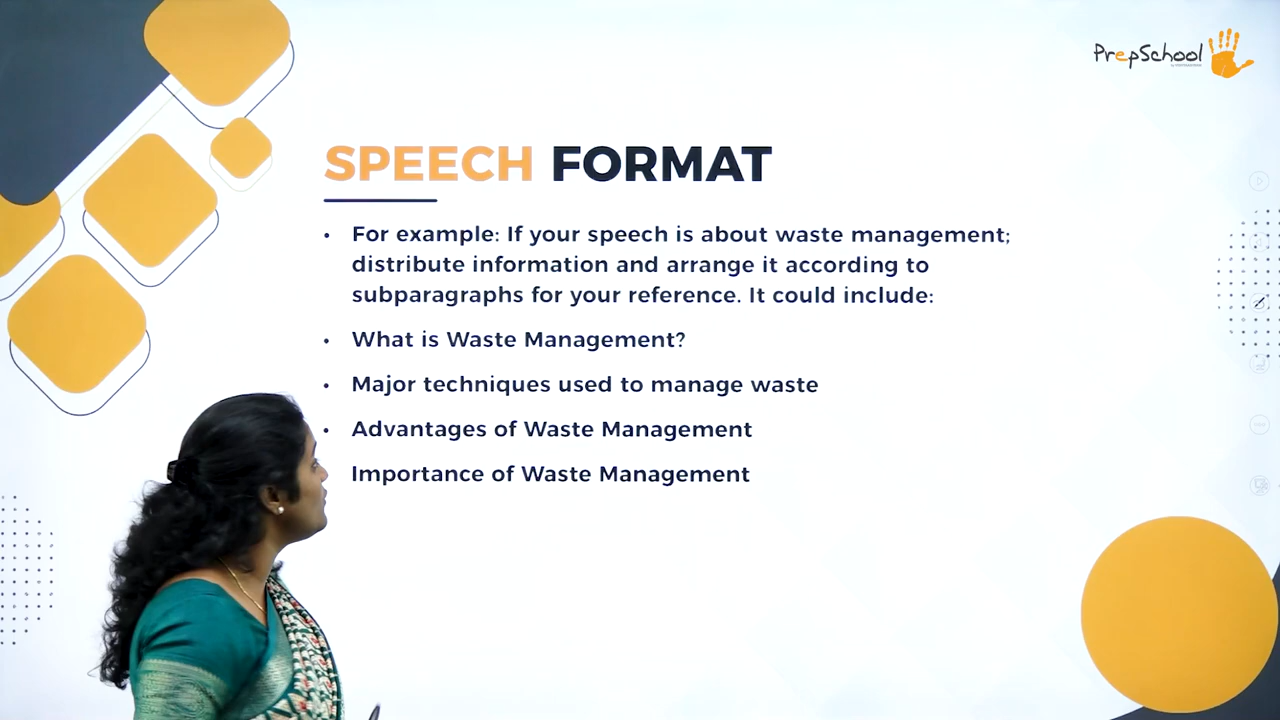 PrepSchool
SPEECH FORMAT
• For example: If your speech is about waste management;
distribute information and arrange it according to
subparagraphs for your reference. It could include:
• What is Waste Management?
• Major techniques used to manage waste
• Advantages of Waste Management
Importance of Waste Management